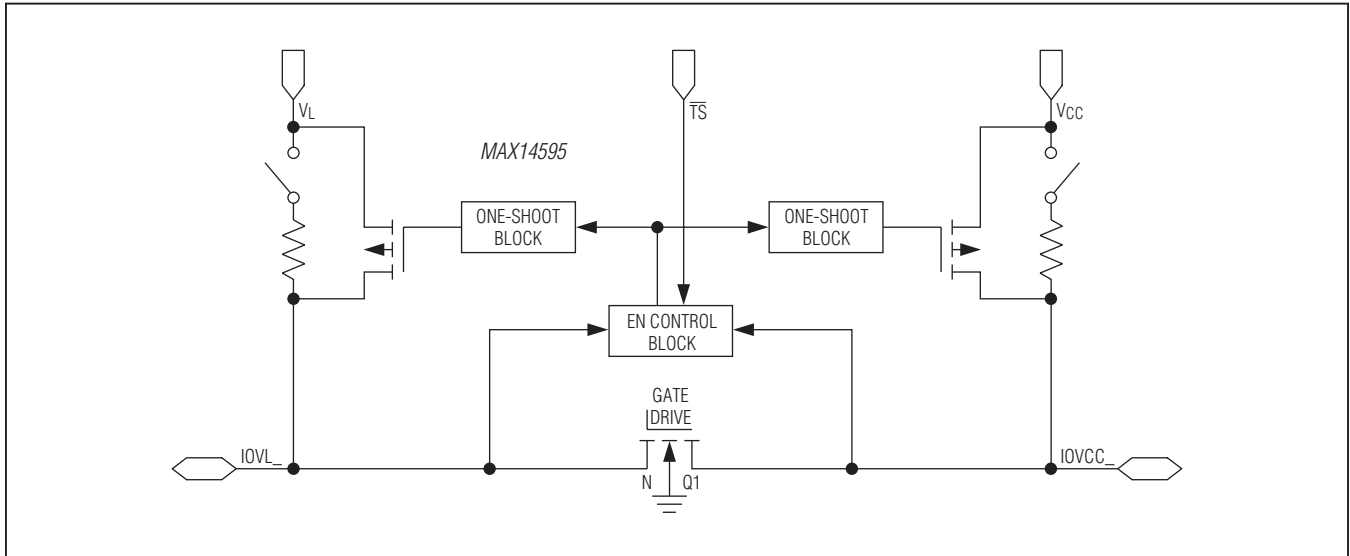 VL
TS
VCC
MAX14595
ONE-SHOOT
BLOCK
ONE-SHOOT
BLOCK
EN CONTROL
BLOCK
GATE
DRIVE
IOVL_
N
Q1
IOVCC_